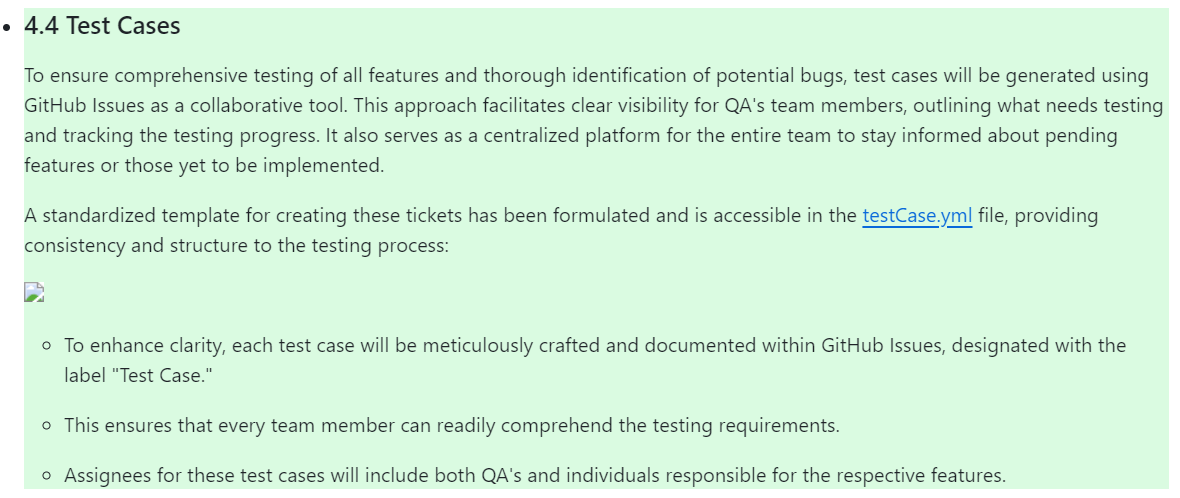 4.4 Test Cases
To ensure comprehensive testing of all features and thorough identification of potential bugs, test cases will be generated using
GitHub Issues as a collaborative tool. This approach facilitates clear visibility for QA's team members, outlining what needs testing
and tracking the testing progress. It also serves as a centralized platform for the entire team to stay informed about pending
features or those yet to be implemented.
A standardized template for creating these tickets has been formulated and is accessible in the testCase.yml file, providing
consistency and structure to the testing process:
To enhance clarity, each test case will be meticulously crafted and documented within GitHub Issues, designated with the
label "Test Case."
This ensures that every team member can readily comprehend the testing requirements.
Assignees for these test cases will include both QA's and individuals responsible for the respective features.